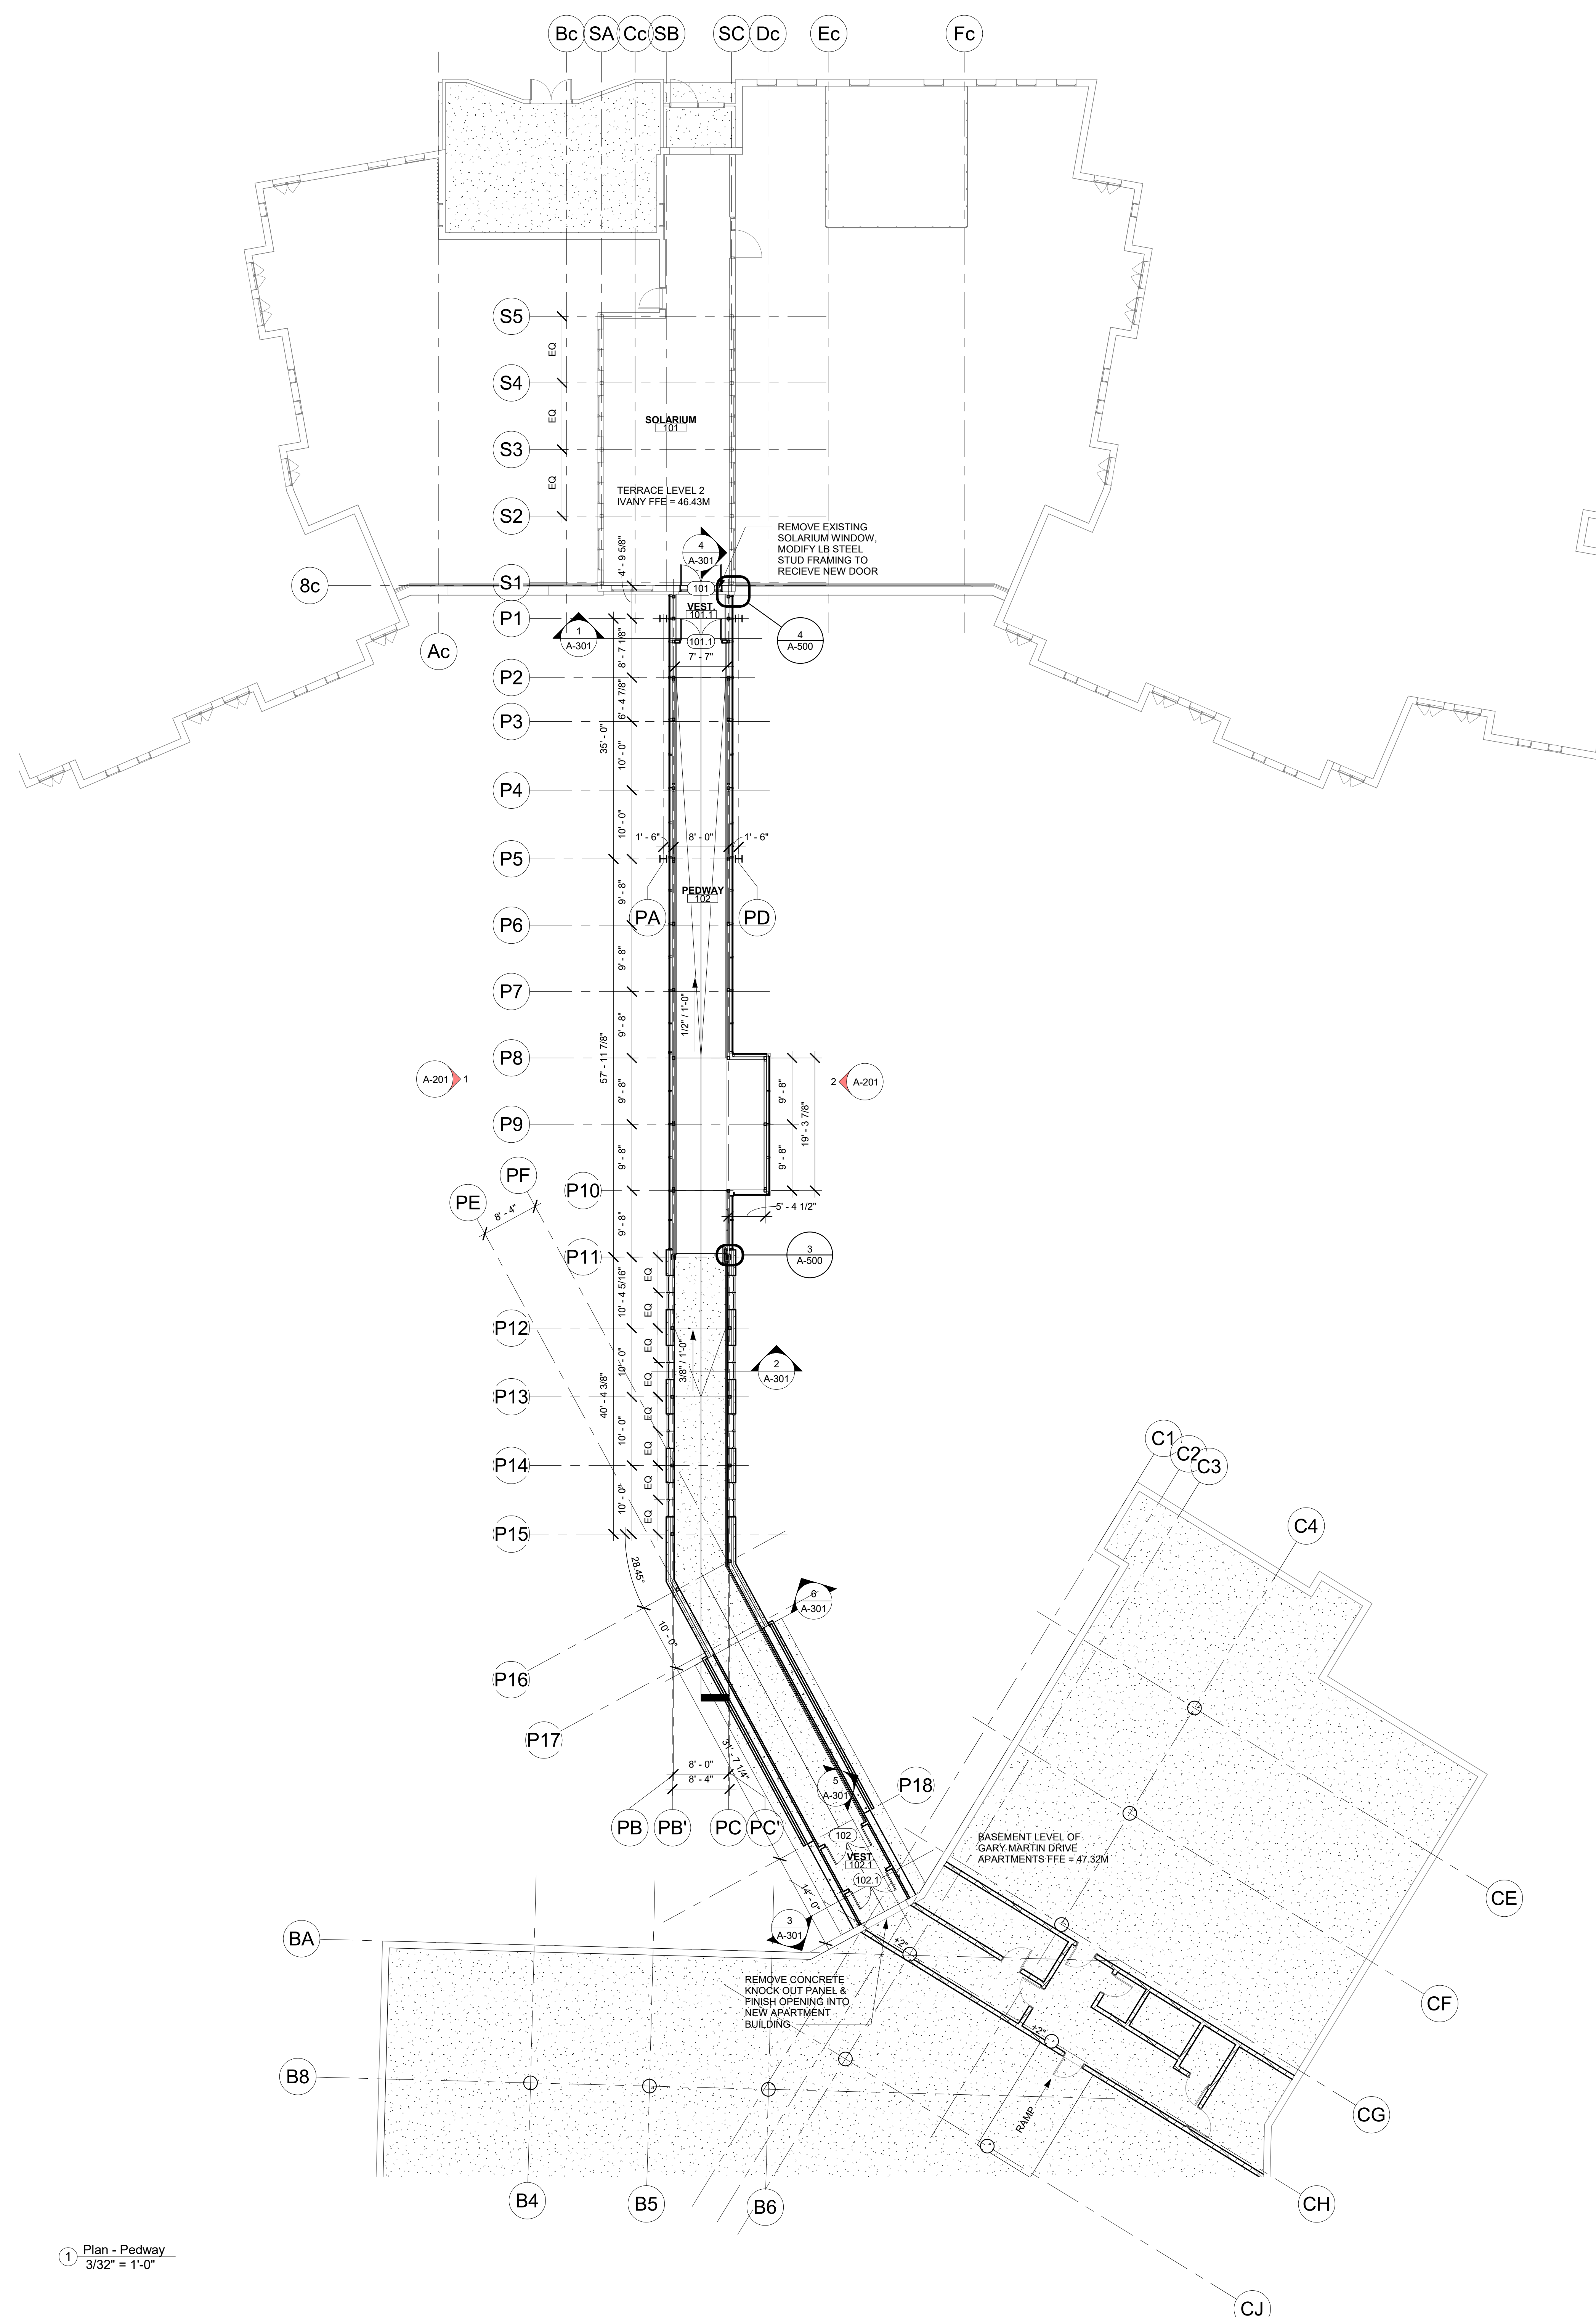 Bc
SA
Cc
SB
SC
Dc
Ec
Fc
S5
EQ
S4
EQ
SOLARIUM
101
S3
EQ
TERRACE LEVEL 2
IVANY FFE = 46.43M
S2
REMOVE EXISTING
SOLARIUM WINDOW,
MODIFY LB STEEL
STUD FRAMING TO
RECIEVE NEW DOOR
4
A-301
4' - 9 5/8"
8c
S1
101
VEST.
101.1
P1
1
A-301
101.1
4
A-500
Ac
8' - 7 1/8"
7' - 7"
P2
6' - 4 7/8"
P3
35' - 0"
10' - 0"
P4
10' - 0"
1' - 6"
8' - 0"
1' - 6"
P5
9' - 8"
PEDWAY
102
PA
PD
P6
9' - 8"
P7
1/2" / 1'-0"
9' - 8"
57' - 11 7/8"
P8
A-201
1
2
A-201
9' - 8"
9' - 8"
19' - 3 7/8"
P9
9' - 8"
9' - 8"
PF
P10
PE
8' - 4"
5' - 4 1/2"
9' - 8"
P11
3
A-500
10' - 4 5/16"
EQ
EQ
P12
EQ
10' - 0"
3/8" / 1'-0"
2
A-301
EQ
P13
40' - 4 3/8"
EQ
10' - 0"
EQ
P14
EQ
10' - 0"
EQ
P15
C1
C2
C3
C4
28.45°
6
A-301
10' - 0"
P16
P17
31' - 7 1/4"
8' - 0"
8' - 4"
5
A-301
P18
PB
PB'
PC
PC'
102
VEST.
102.1
102.1
BASEMENT LEVEL OF
GARY MARTIN DRIVE
APARTMENTS FFE = 47.32M
14' - 0"
CE
3
A-301
BA
+2"
REMOVE CONCRETE
KNOCK OUT PANEL &
FINISH OPENING INTO
NEW APARTMENT
BUILDING
CF
+2"
B8
RAMP
CG
B4
B5
B6
CH
CJ
1
Plan - Pedway
3/32" = 1'-0"